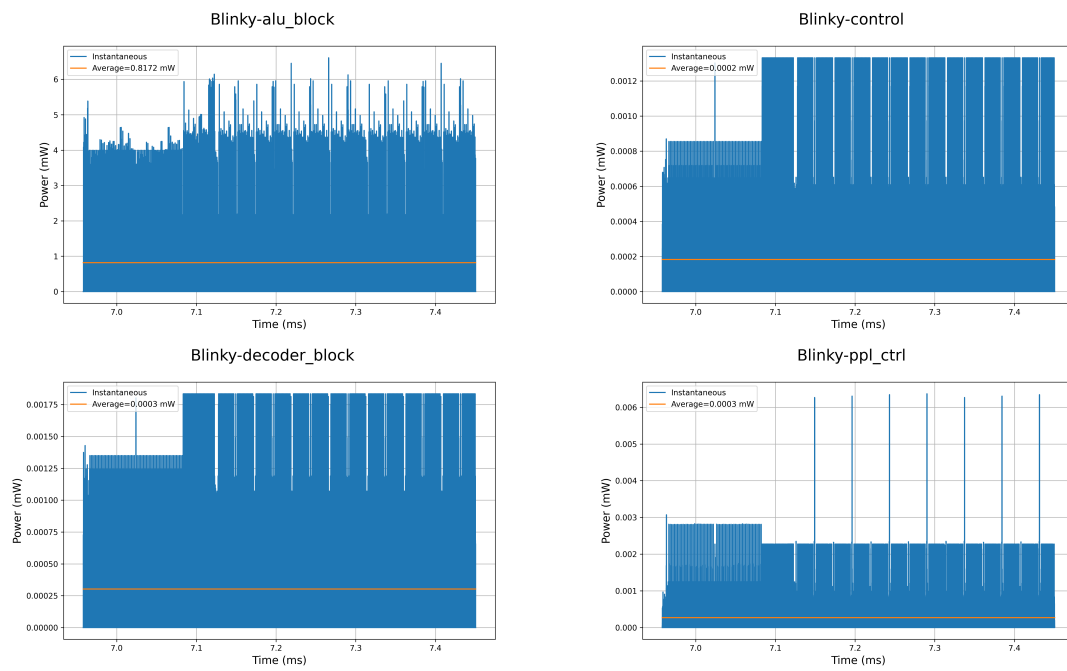 Blinky-alu_block
Instantaneous
Average=0.8172 mW
Power (mW)
6
5
4
3
2
1
0
7.0 7.1 7.2 7.3 7.4
Time (ms)
Blinky-control
Instantaneous
Average=0.0002 mW
Power (mW)
0.0012
0.0010
0.0008
0.0006
0.0004
0.0002
0.0000
7.0 7.1 7.2 7.3 7.4
Time (ms)
Blinky-decoder_block
Instantaneous
Average=0.0003 mW
Power (mW)
0.00175
0.00150
0.00125
0.00100
0.00075
0.00050
0.00025
0.00000
7.0 7.1 7.2 7.3 7.4
Time (ms)
Blinky-ppl_ctrl
Instantaneous
Average=0.0003 mW
Power (mW)
0.006
0.005
0.004
0.003
0.002
0.001
0.000
7.0 7.1 7.2 7.3 7.4
Time (ms)